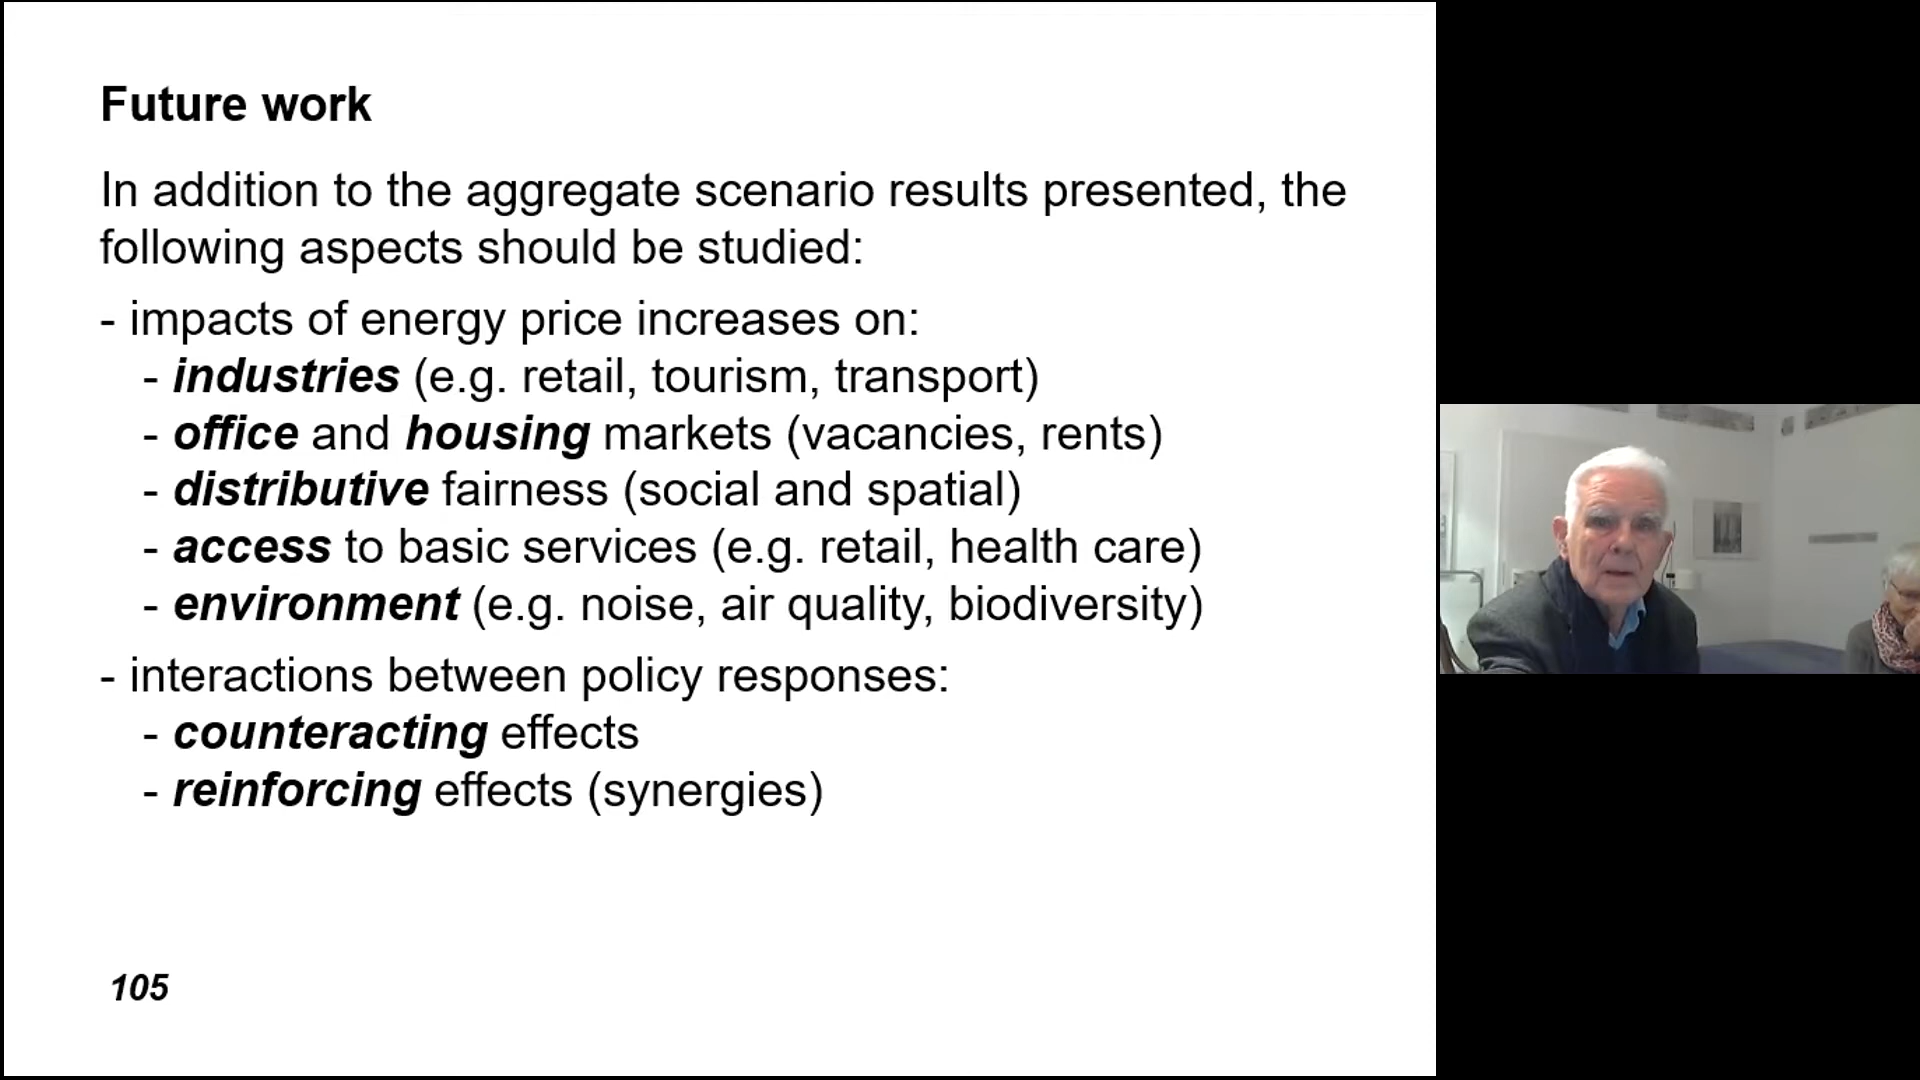 Future work
In addition to the aggregate scenario results presented, the
following aspects should be studied:
- impacts of energy price increases on:
- industries (e.g. retail, tourism, transport)
- office and housing markets (vacancies, rents)
- distributive fairness (social and spatial)
- access to basic services (e.g. retail, health care)
- environment (e.g. noise, air quality, biodiversity)
- interactions between policy responses:
- counteracting effects
- reinforcing effects (synergies)
105